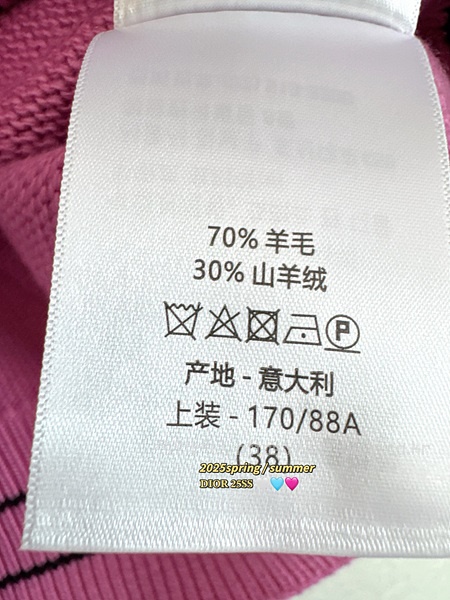 70% 羊毛
30% 山羊绒
P
产地 - 意大利
上装 - 170/88A
(38)
2025spring / summer
DIOR 25SS 🩵🩷